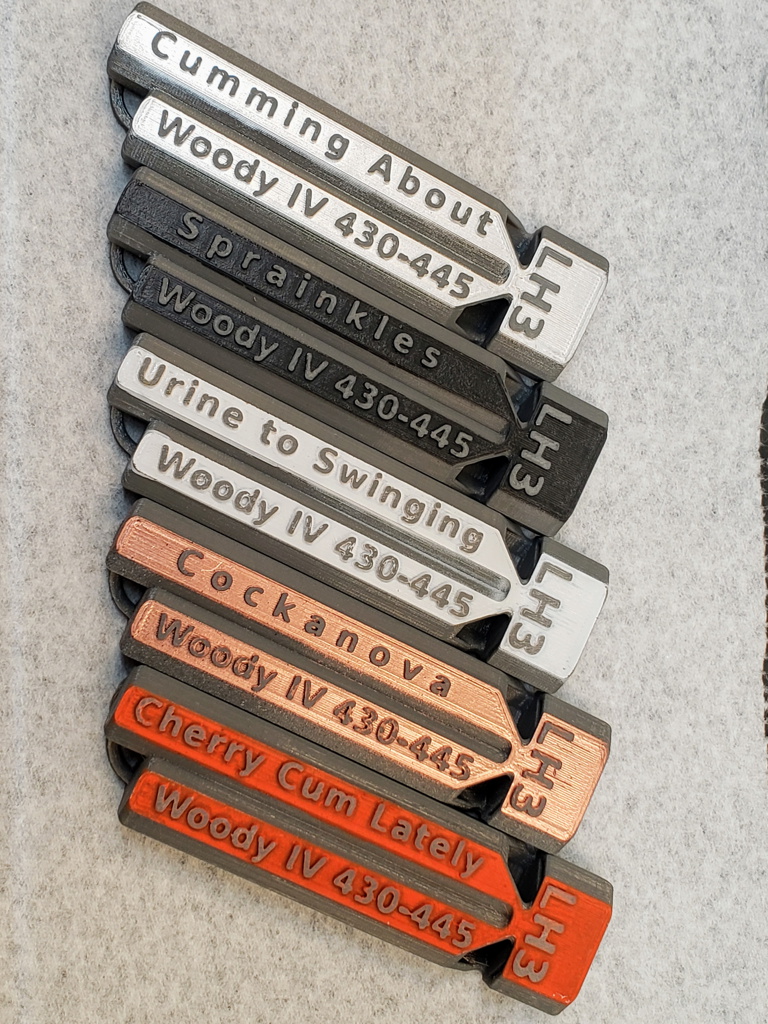 Cumming About
Woody IV 430-445
LH3
Sprainkles
Woody IV 430-445
LH3
Urine to Swinging
Woody IV 430-445
LH3
Cockanova
Woody IV 430-445
LH3
Cherry Cum Lately
Woody IV 430-445
LH3